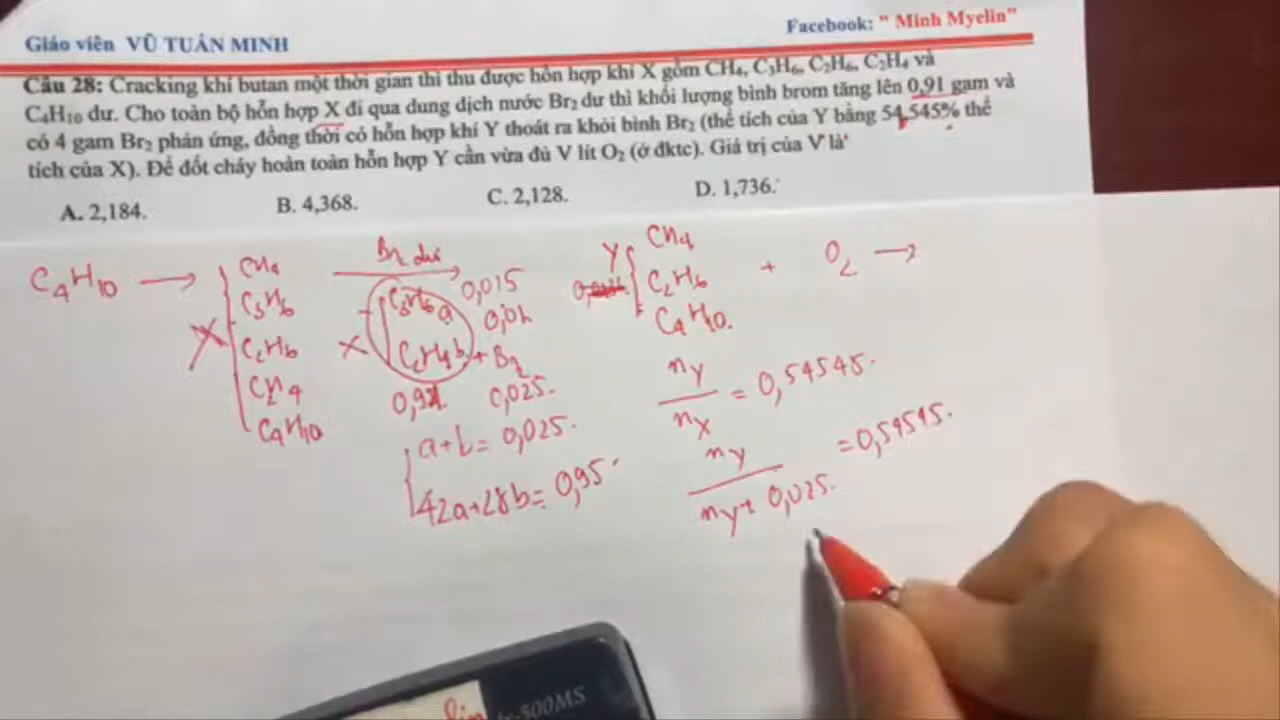 Giáo viên VŨ TUẤN MINH
Facebook: " Minh Myelin"
Câu 28: Cracking khí butan một thời gian thì thu được hỗn hợp khí X gồm CH₄, C₃H₆, C₂H₆, C₂H₄ và
C₄H₁₀ dư. Cho toàn bộ hỗn hợp X đi qua dung dịch nước Br₂ dư thì khối lượng bình brom tăng lên 0,91 gam và
có 4 gam Br₂ phản ứng, đồng thời có hỗn hợp khí Y thoát ra khỏi bình Br₂ (thể tích của Y bằng 54,545% thể
tích của X). Để đốt cháy hoàn toàn hỗn hợp Y cần vừa đủ V lít O₂ (ở đktc). Giá trị của V là
A. 2,184.
B. 4,368.
C. 2,128.
D. 1,736.
C₄H₁₀ →
X
CH₄
C₃H₆
C₂H₆
C₄H₁₀
Br₂ dư
C₃H₆ a 0,015
C₂H₄ b + Br₂
0,025.
a+b= 0,025.
42a+28b= 0,95
Y
CH₄
C₂H₆
C₄H₁₀.
+ O₂ →
nY
nX
= 0,54545.
nY
nY+ 0,025.
=0,54545.
500MS